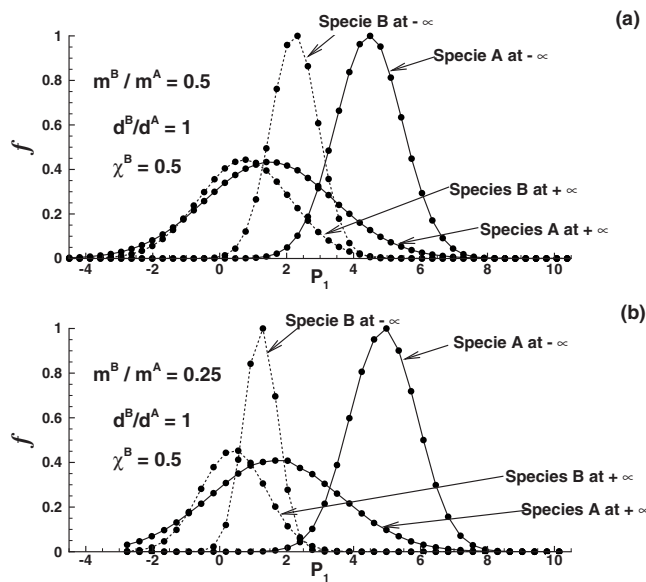 (a)
Specie B at - ∞
Specie A at - ∞
m^B / m^A = 0.5
d^B/d^A = 1
χ^B = 0.5
Species B at + ∞
Species A at + ∞
f
1
0.8
0.6
0.4
0.2
0
-4 -2 0 2 4 6 8 10
P_1
(b)
Specie B at - ∞
Specie A at - ∞
m^B / m^A = 0.25
d^B/d^A = 1
χ^B = 0.5
Species B at + ∞
Species A at + ∞
f
1
0.8
0.6
0.4
0.2
0
-4 -2 0 2 4 6 8 10
P_1